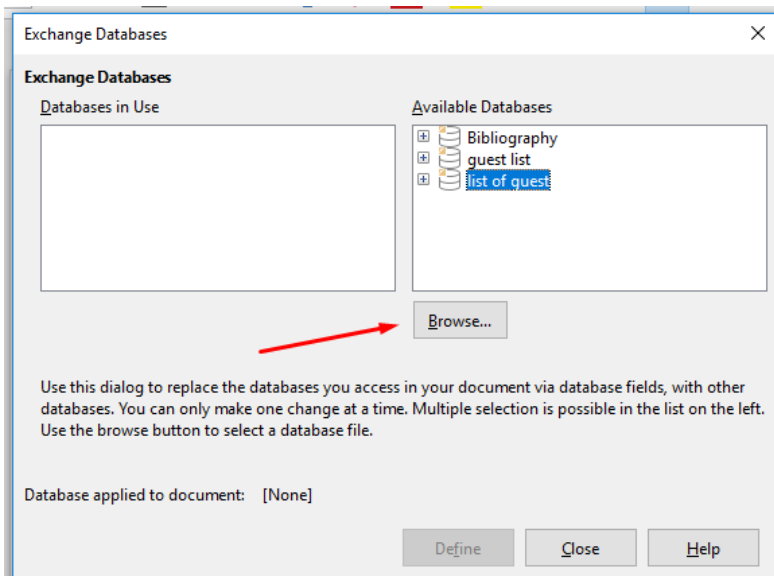 Exchange Databases
Exchange Databases
Databases in Use
Available Databases
Bibliography
guest list
list of guest
Browse...
Use this dialog to replace the databases you access in your document via database fields, with other
databases. You can only make one change at a time. Multiple selection is possible in the list on the left.
Use the browse button to select a database file.
Database applied to document: [None]
Define Close Help